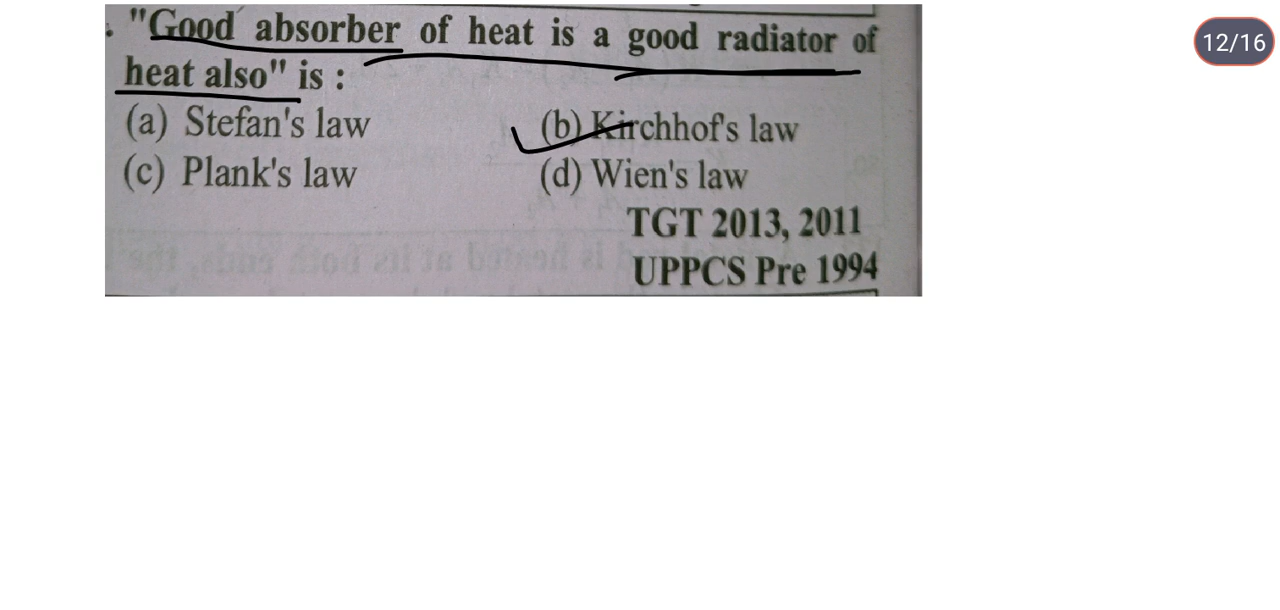 "Good absorber of heat is a good radiator of
heat also" is :
(a) Stefan's law (b) Kirchhof's law
(c) Plank's law (d) Wien's law
TGT 2013, 2011
UPPCS Pre 1994
12/16